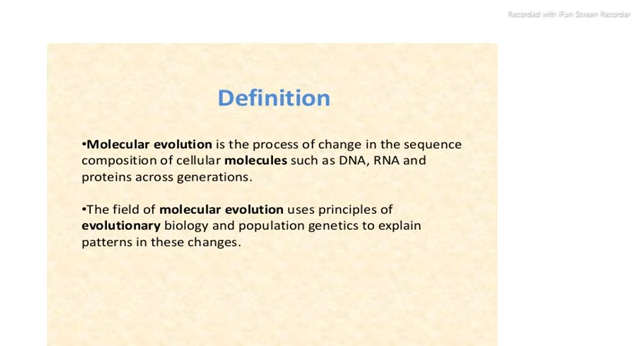 Recorded with iFun Screen Recorder
Definition
•Molecular evolution is the process of change in the sequence
composition of cellular molecules such as DNA, RNA and
proteins across generations.
•The field of molecular evolution uses principles of
evolutionary biology and population genetics to explain
patterns in these changes.